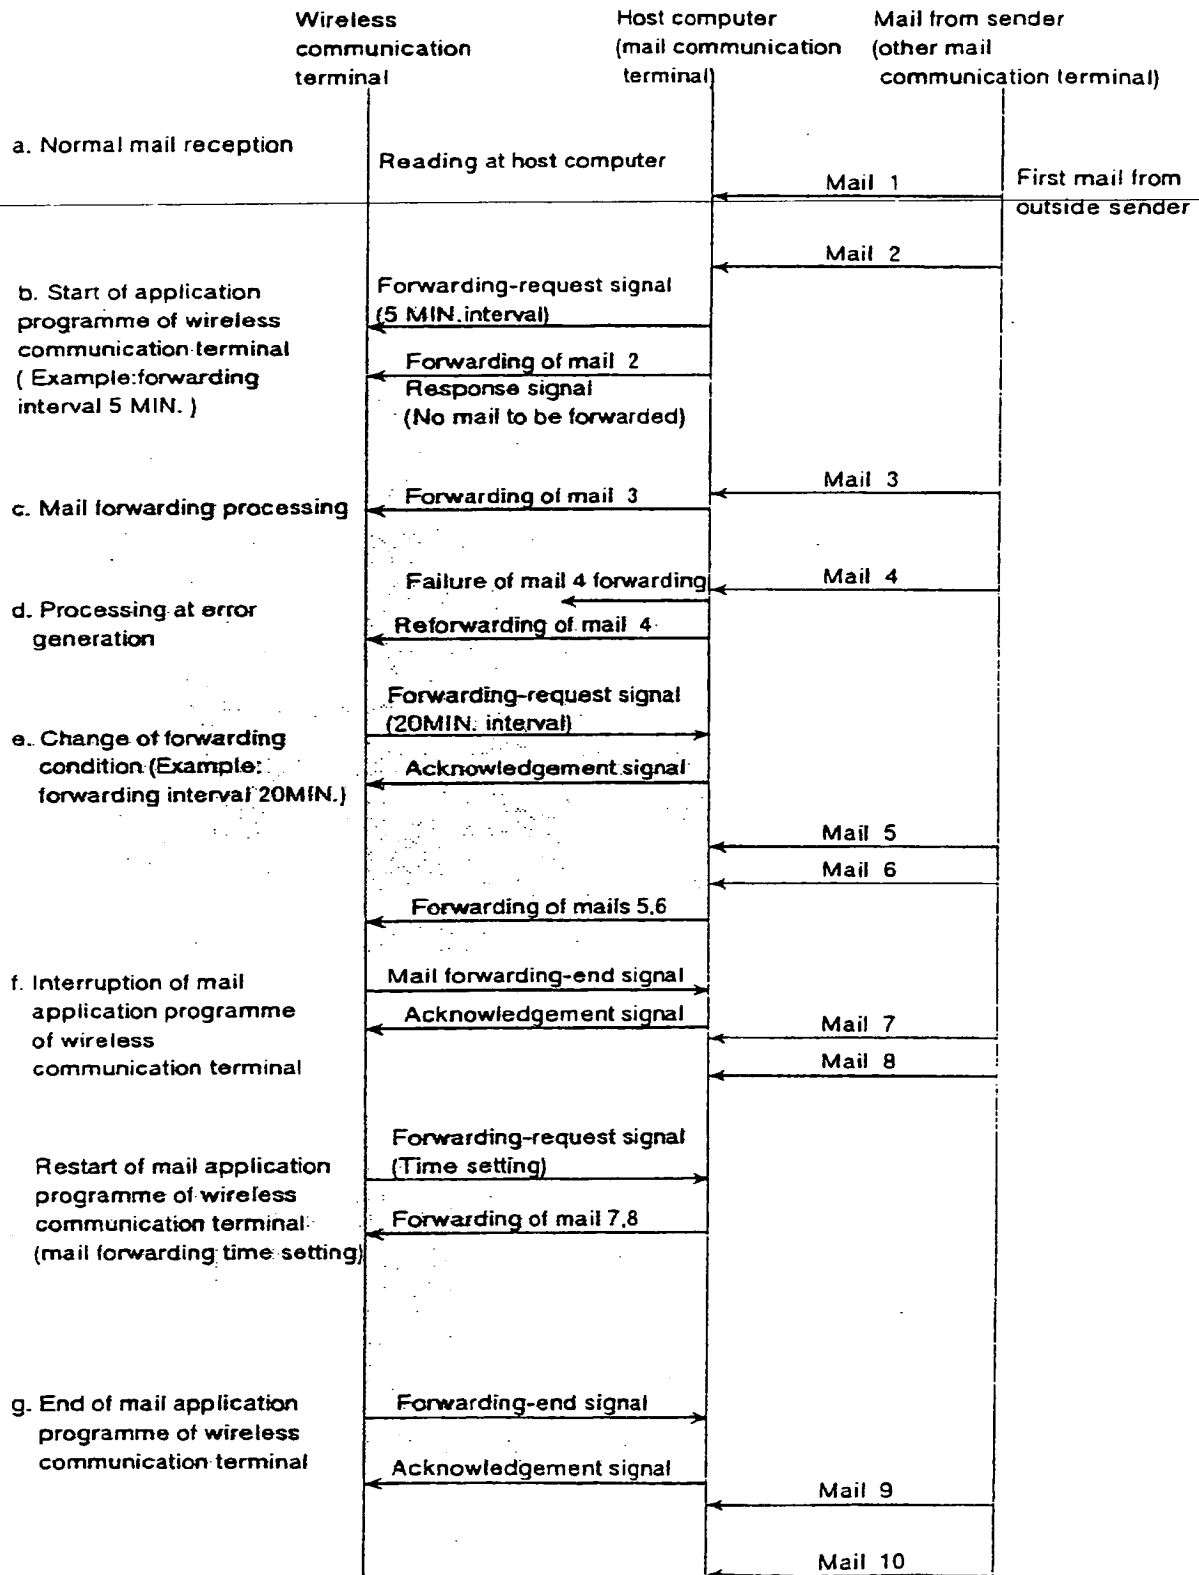 Wireless
communication
terminal
Host computer
(mail communication
terminal)
Mail from sender
(other mail
communication terminal)
a. Normal mail reception
Reading at host computer
Mail 1
First mail from
outside sender
Mail 2
b. Start of application
programme of wireless
communication terminal
( Example:forwarding
interval 5 MIN. )
Forwarding-request signal
(5 MIN.interval)
Forwarding of mail 2
Response signal
(No mail to be forwarded)
Mail 3
c. Mail forwarding processing
Forwarding of mail 3
Failure of mail 4 forwarding
Mail 4
d. Processing at error
generation
Reforwarding of mail 4
Forwarding-request signal
(20MIN. interval)
e. Change of forwarding
condition (Example:
forwarding interval 20MIN.)
Acknowledgement signal
Mail 5
Mail 6
Forwarding of mails 5,6
f. Interruption of mail
application programme
of wireless
communication terminal
Mail forwarding-end signal
Acknowledgement signal
Mail 7
Mail 8
Forwarding-request signal
(Time setting)
Restart of mail application
programme of wireless
communication terminal
(mail forwarding time setting)
Forwarding of mail 7,8
g. End of mail application
programme of wireless
communication terminal
Forwarding-end signal
Acknowledgement signal
Mail 9
Mail 10